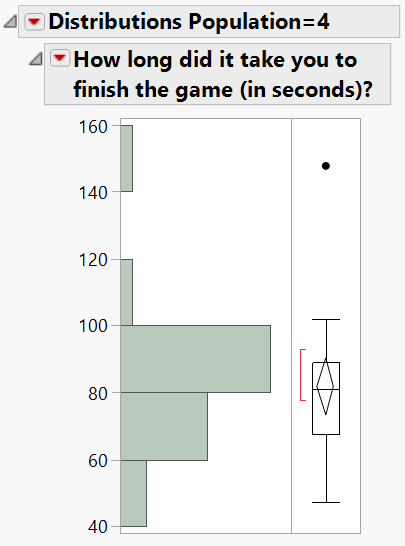 Distributions Population=4
How long did it take you to
finish the game (in seconds)?
160
140
120
100
80
60
40